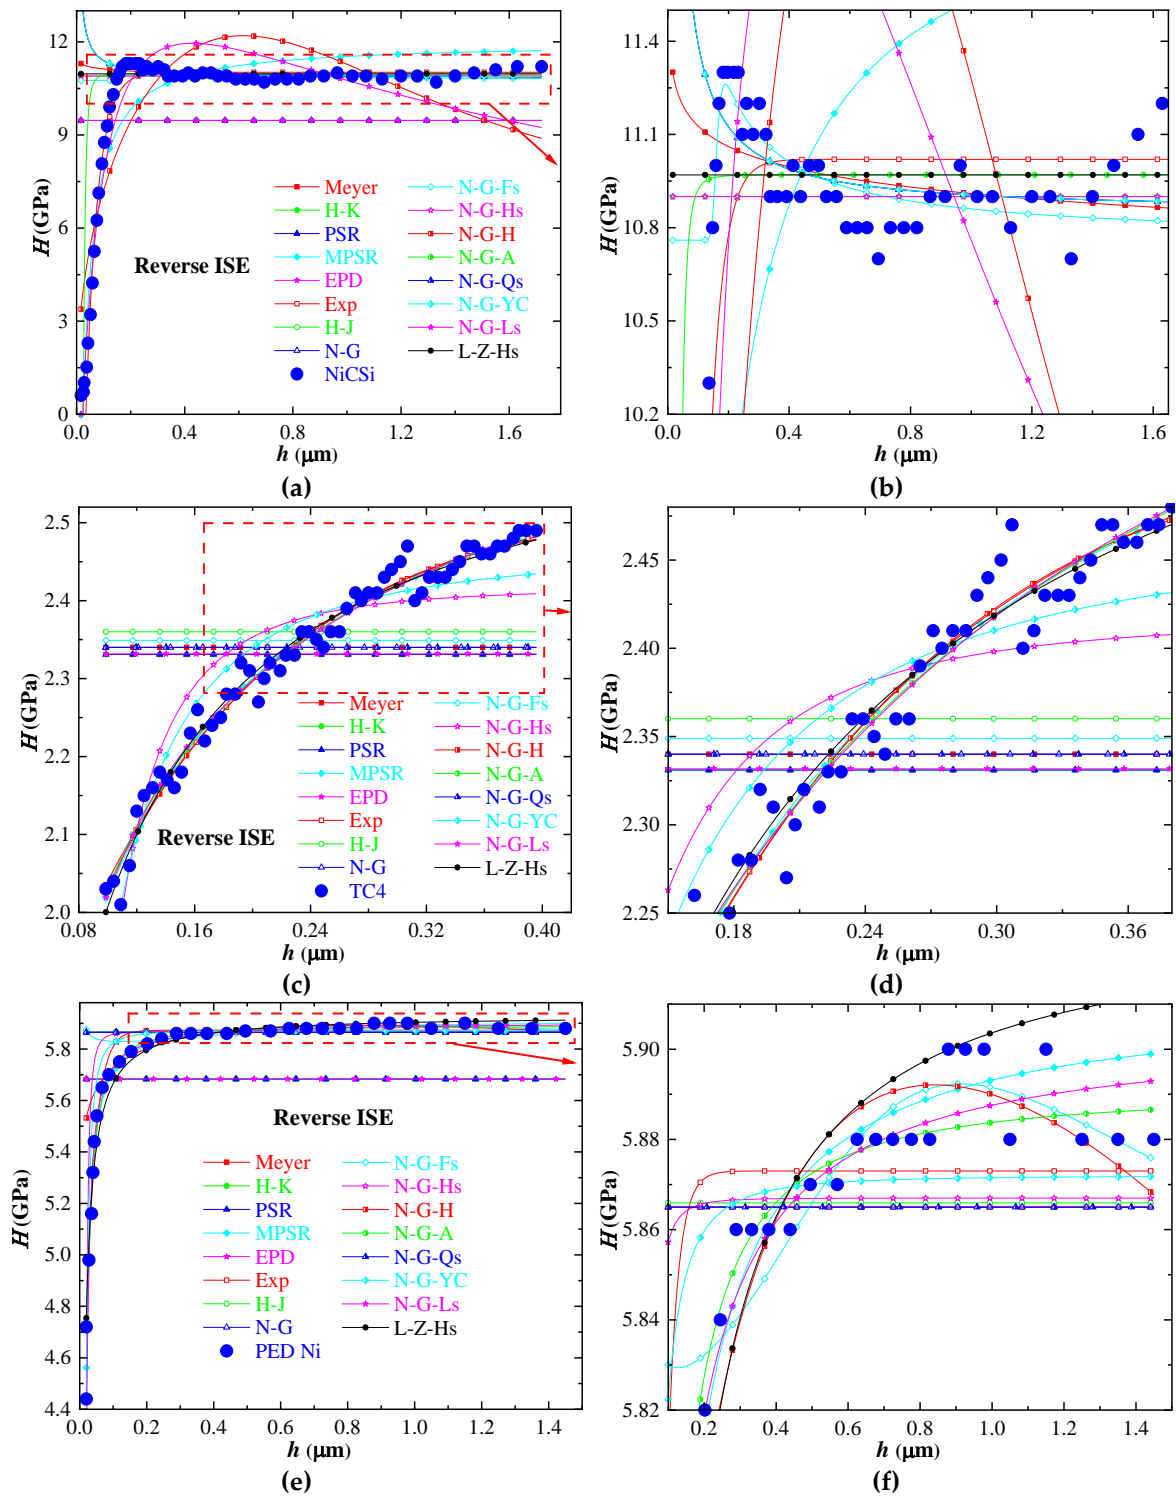 12
9
6
3
0
H (GPa)
0.0 0.4 0.8 1.2 1.6
h (μm)
Reverse ISE
Meyer
H-K
PSR
MPSR
EPD
Exp
H-J
N-G
NiCSi
N-G-Fs
N-G-Hs
N-G-H
N-G-A
N-G-Qs
N-G-YC
N-G-Ls
L-Z-Hs
(a)
11.4
11.1
10.8
10.5
10.2
H (GPa)
0.0 0.4 0.8 1.2 1.6
h (μm)
(b)
2.5
2.4
2.3
2.2
2.1
2.0
H (GPa)
0.08 0.16 0.24 0.32 0.40
h (μm)
Reverse ISE
Meyer
H-K
PSR
MPSR
EPD
Exp
H-J
N-G
TC4
N-G-Fs
N-G-Hs
N-G-H
N-G-A
N-G-Qs
N-G-YC
N-G-Ls
L-Z-Hs
(c)
2.45
2.40
2.35
2.30
2.25
H (GPa)
0.18 0.24 0.30 0.36
h (μm)
(d)
5.8
5.6
5.4
5.2
5.0
4.8
4.6
4.4
H (GPa)
0.0 0.2 0.4 0.6 0.8 1.0 1.2 1.4
h (μm)
Reverse ISE
Meyer
H-K
PSR
MPSR
EPD
Exp
H-J
N-G
PED Ni
N-G-Fs
N-G-Hs
N-G-H
N-G-A
N-G-Qs
N-G-YC
N-G-Ls
L-Z-Hs
(e)
5.90
5.88
5.86
5.84
5.82
H (GPa)
0.2 0.4 0.6 0.8 1.0 1.2 1.4
h (μm)
(f)